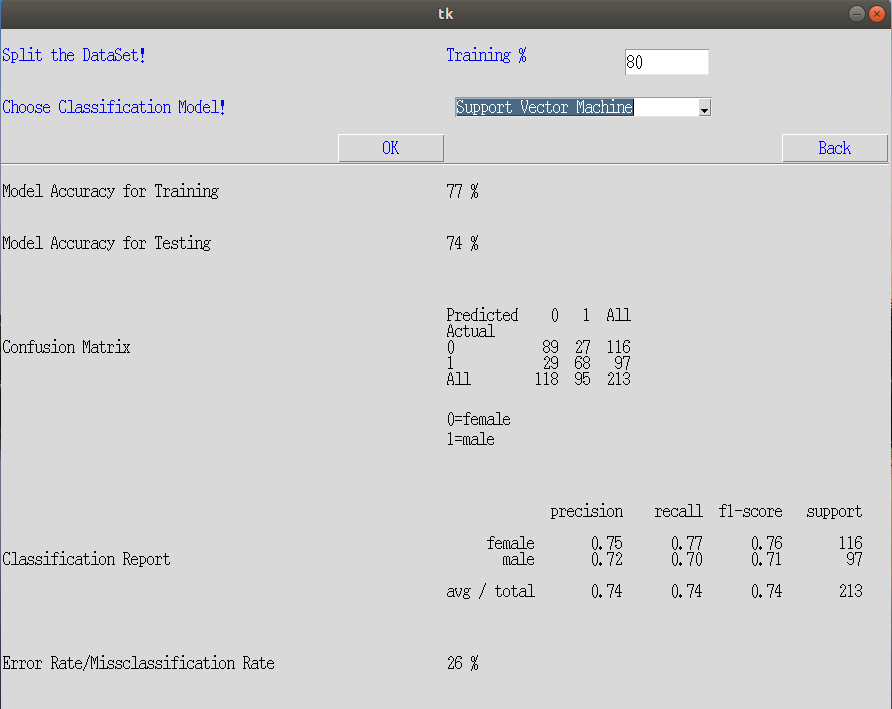 tk
Split the DataSet! Training % 80
Choose Classification Model! Support Vector Machine
OK Back
Model Accuracy for Training 77 %
Model Accuracy for Testing 74 %
Predicted 0 1 All
Actual
Confusion Matrix 0 89 27 116
1 29 68 97
All 118 95 213
0=female
1=male
precision recall f1-score support
female 0.75 0.77 0.76 116
Classification Report male 0.72 0.70 0.71 97
avg / total 0.74 0.74 0.74 213
Error Rate/Missclassification Rate 26 %